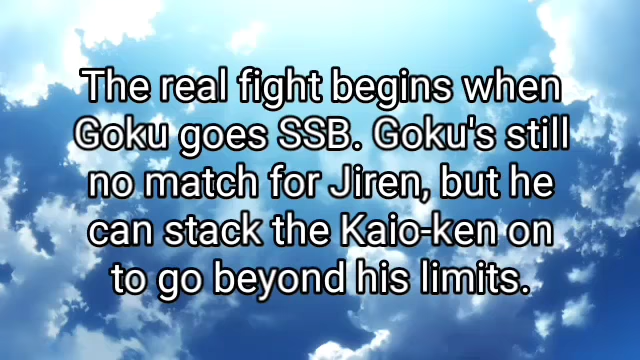 The real fight begins when
Goku goes SSB. Goku's still
no match for Jiren, but he
can stack the Kaio-ken on
to go beyond his limits.